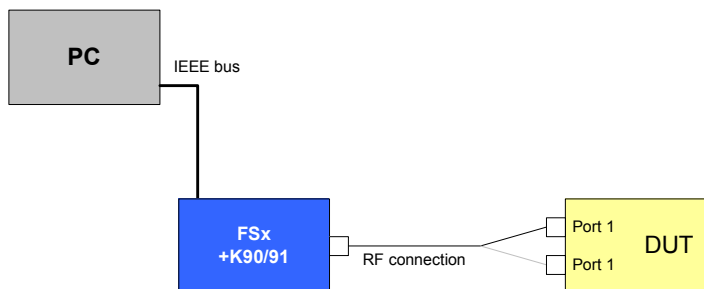 PC
IEEE bus
FSx
+K90/91
RF connection
Port 1
Port 1
DUT